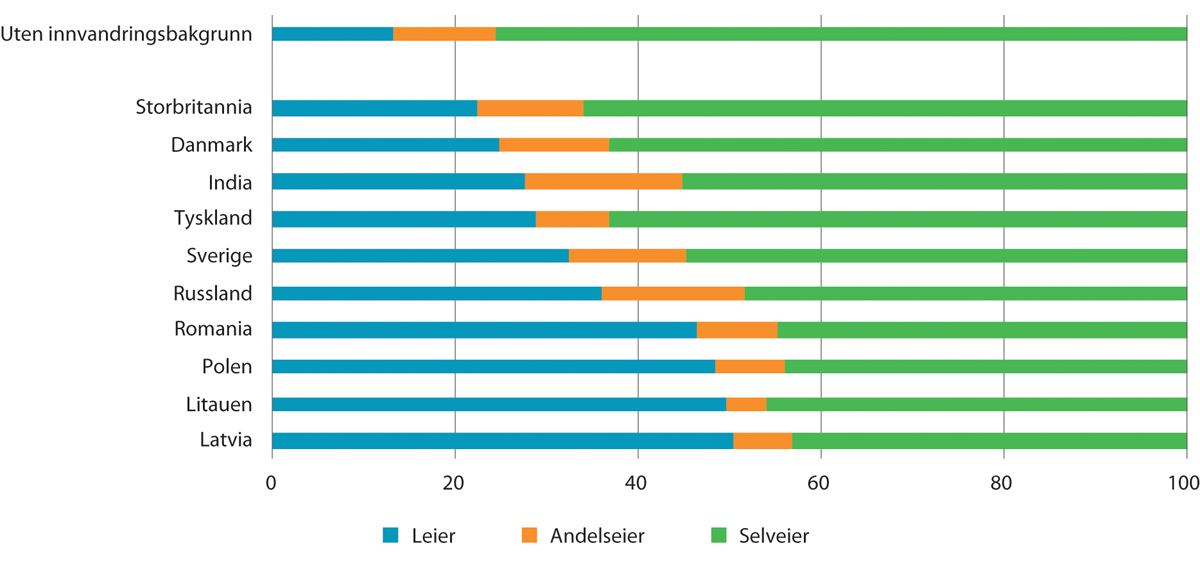 Uten innvandringsbakgrunn
Storbritannia
Danmark
India
Tyskland
Sverige
Russland
Romania
Polen
Litauen
Latvia
0 20 40 60 80 100
Leier Andelseier Selveier